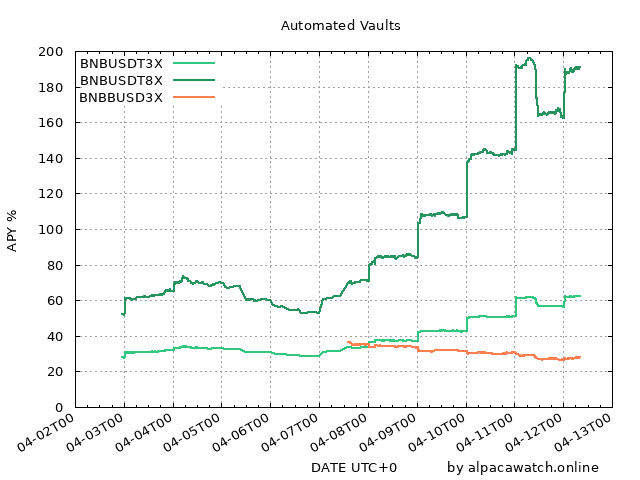 Automated Vaults
BNBUSDT3X
BNBUSDT8X
BNBBUSD3X
APY %
200
180
160
140
120
100
80
60
40
20
0
04-02T00
04-03T00
04-04T00
04-05T00
04-06T00
04-07T00
04-08T00
04-09T00
04-10T00
04-11T00
04-12T00
04-13T00
DATE UTC+0
by alpacawatch.online